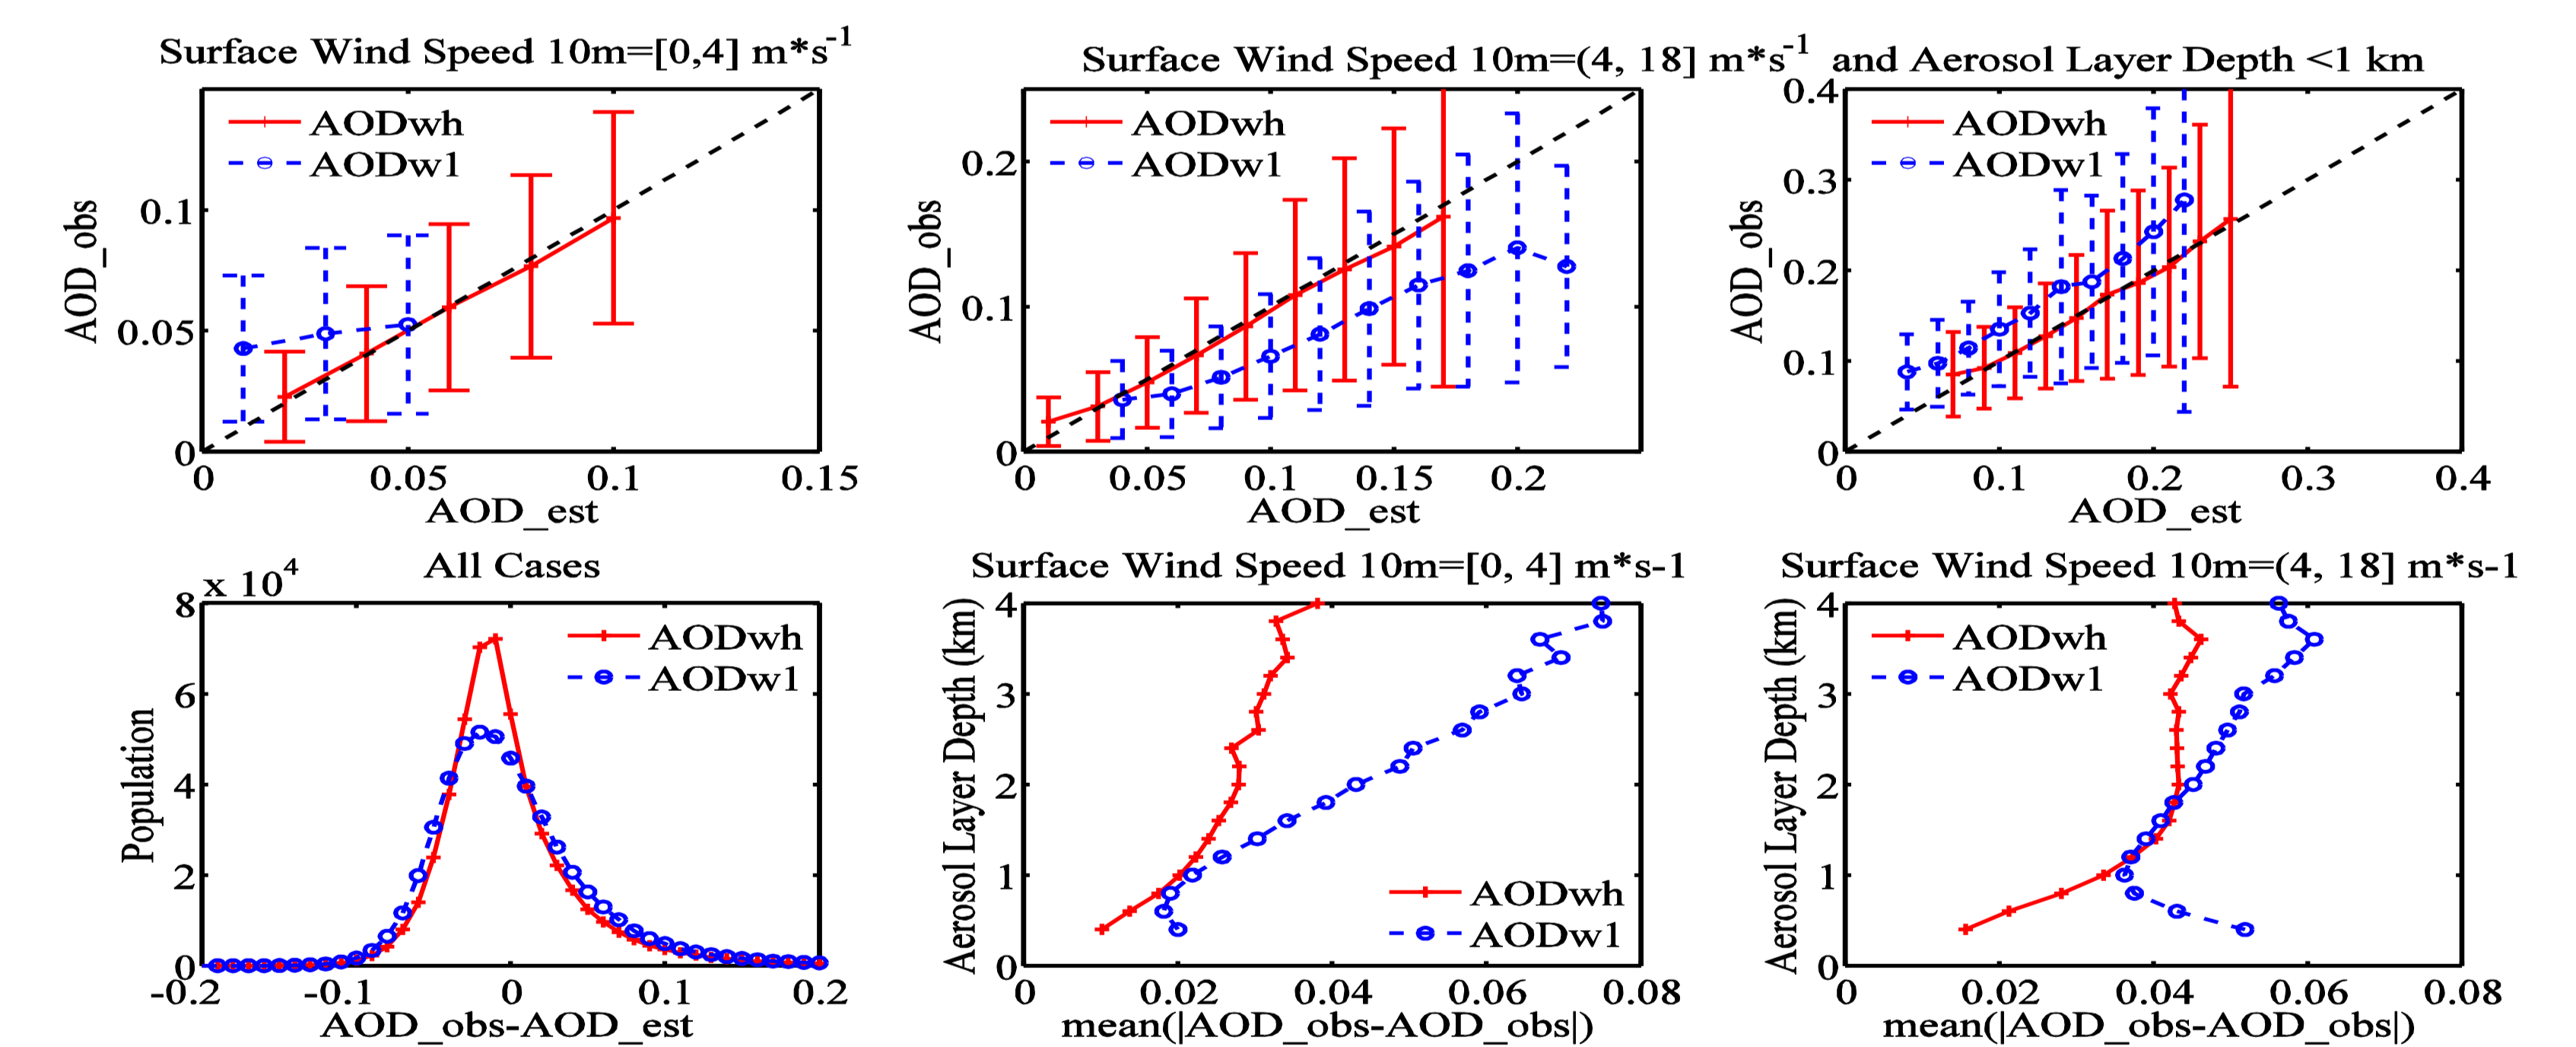 Surface Wind Speed 10m=[0,4] m*s-1
AODwh
AODw1
0.1
0.05
0
0
0.05
0.1
0.15
AOD_obs
AOD_est
Surface Wind Speed 10m=(4, 18] m*s-1 and Aerosol Layer Depth <1 km
AODwh
AODw1
0.2
0.1
0
0
0.05
0.1
0.15
0.2
AOD_obs
AOD_est
AODwh
AODw1
0.4
0.3
0.2
0.1
0
0
0.1
0.2
0.3
0.4
AOD_obs
AOD_est
All Cases
x 104
AODwh
AODw1
8
6
4
2
0
-0.2
-0.1
0
0.1
0.2
Population
AOD_obs-AOD_est
Surface Wind Speed 10m=[0, 4] m*s-1
4
3
2
1
0
AODwh
AODw1
0
0.02
0.04
0.06
0.08
Aerosol Layer Depth (km)
mean(|AOD_obs-AOD_obs|)
Surface Wind Speed 10m=(4, 18] m*s-1
AODwh
AODw1
4
3
2
1
0
0
0.02
0.04
0.06
0.08
Aerosol Layer Depth (km)
mean(|AOD_obs-AOD_obs|)